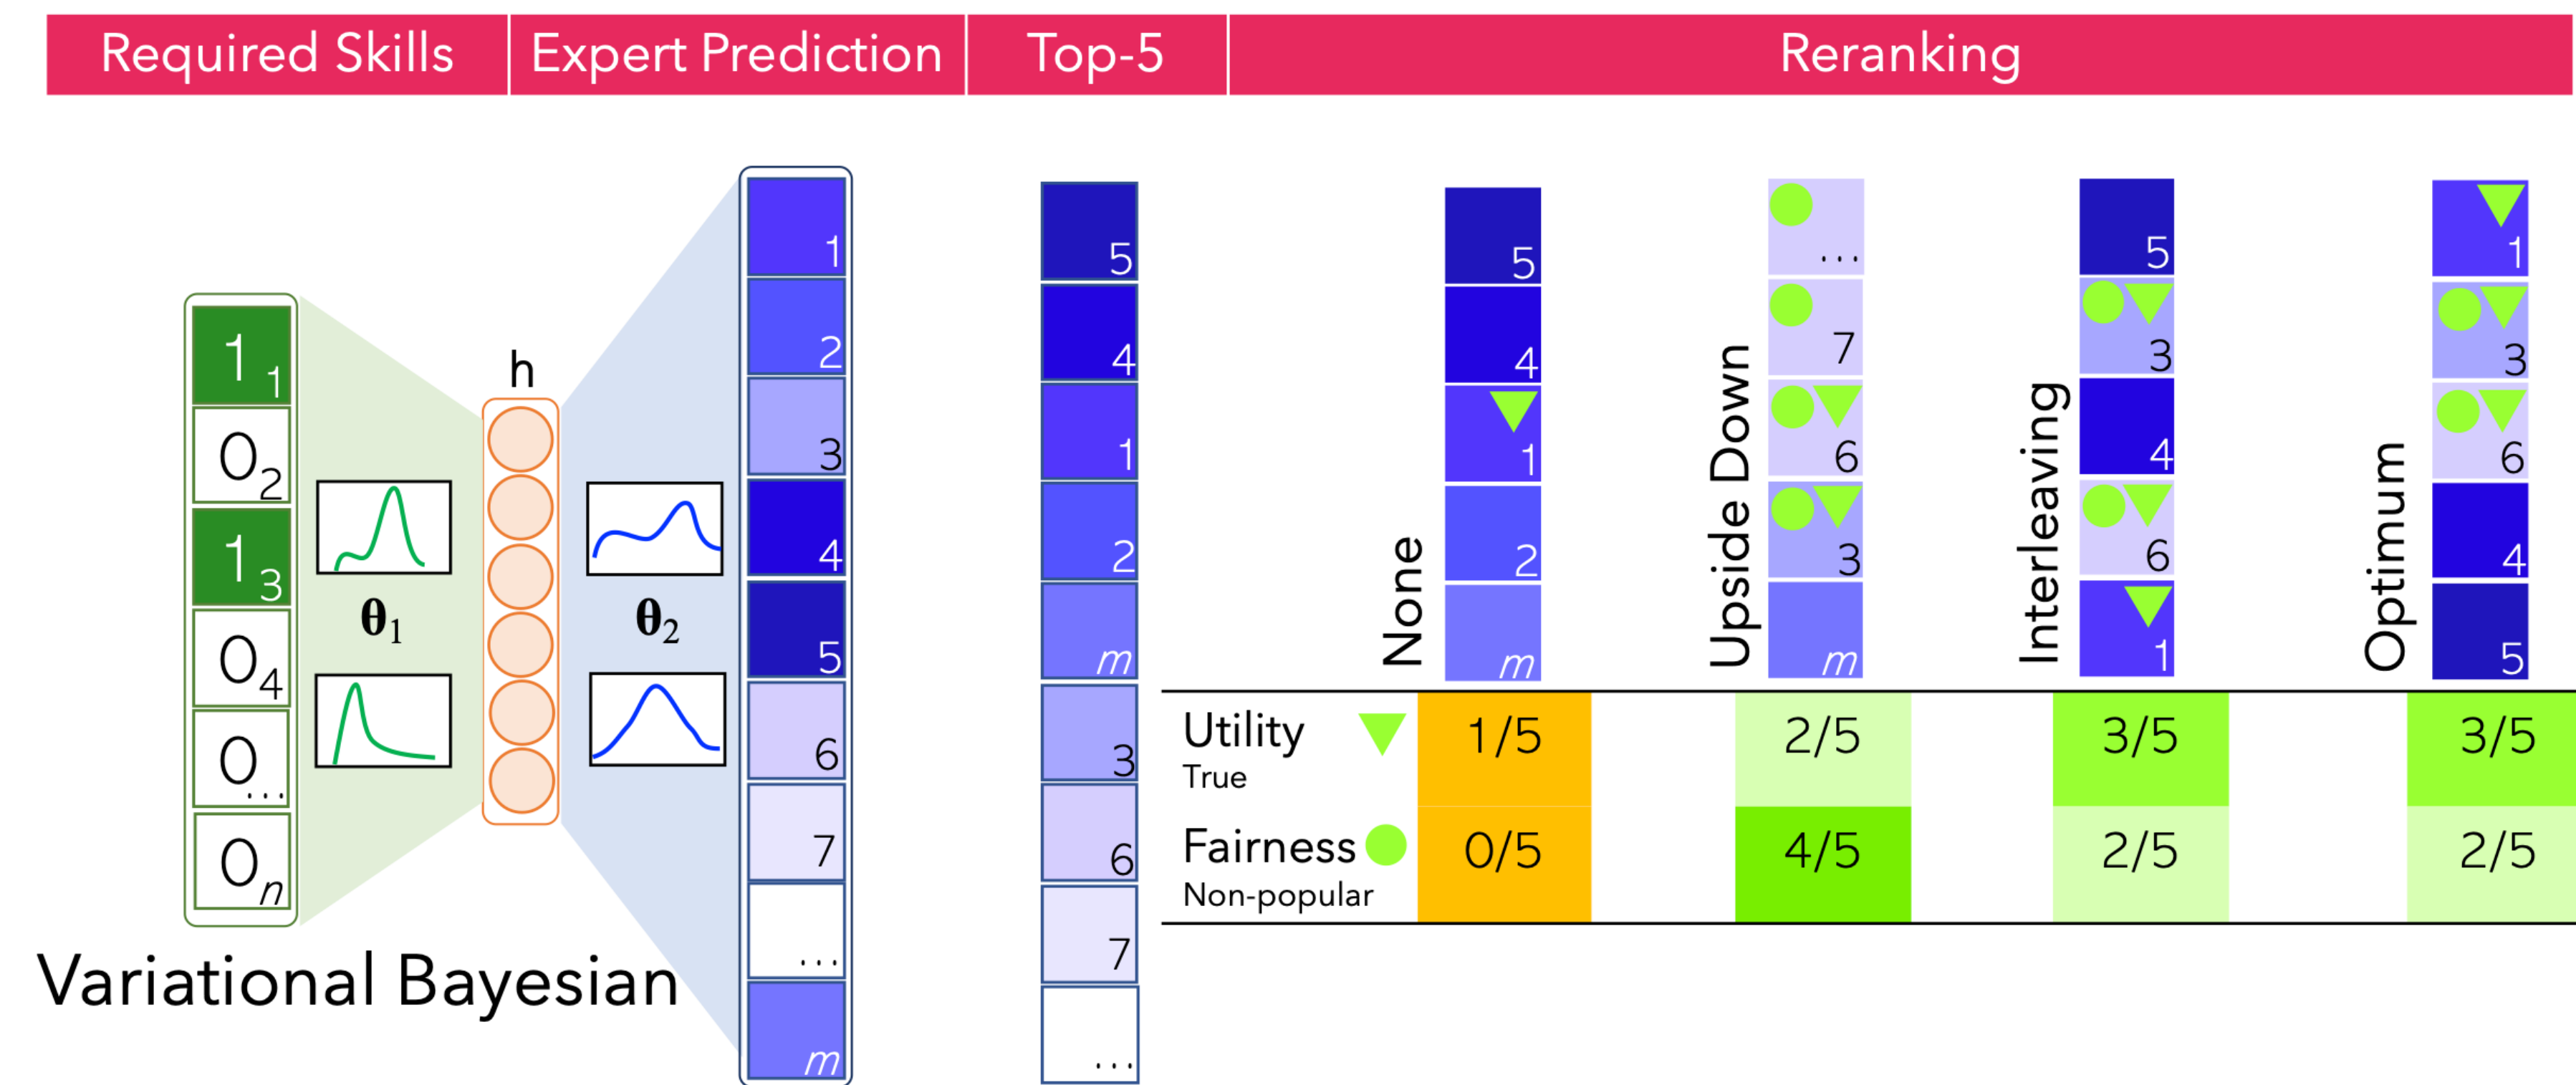 Required Skills
Expert Prediction
Top-5
Reranking
1 1
0 2
1 3
0 4
0 ...
0 n
θ1
h
θ2
1
2
3
4
5
6
7
...
m
Variational Bayesian
5
4
1
2
m
3
6
7
...
None
5
4
1
2
m
Upside Down
...
7
6
3
m
Interleaving
5
3
4
6
1
Optimum
1
3
6
4
5
Utility 1/5 2/5 3/5 3/5
True
Fairness 0/5 4/5 2/5 2/5
Non-popular